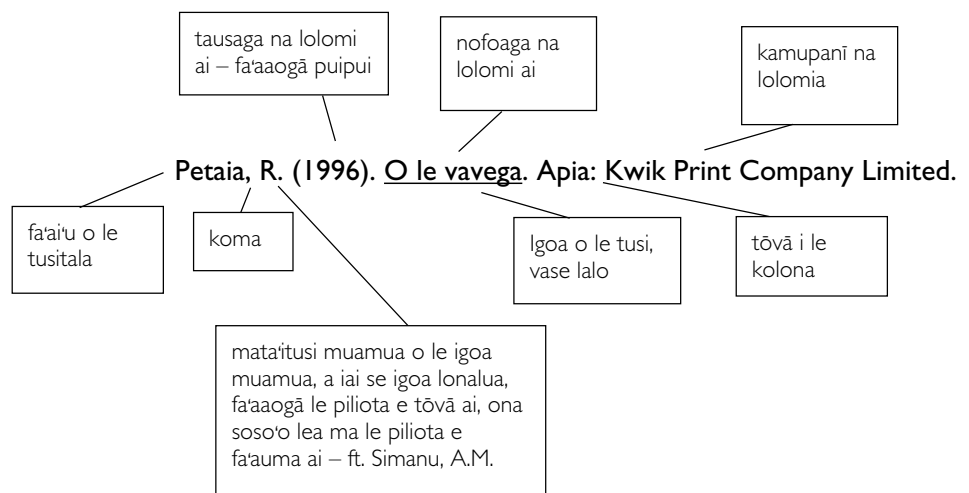 tausaga na lolomi
ai – fa'aaogā puipui
nofoaga na
lolomi ai
kamupanī na
lolomia
Petaia, R. (1996). O le vavega. Apia: Kwik Print Company Limited.
fa'ai'u o le
tusitala
koma
Igoa o le tusi,
vase lalo
tōvā i le
kolona
mata'itusi muamua o le igoa
muamua, a iai se igoa lonalua,
fa'aaogā le piliota e tōvā ai, ona
soso'o lea ma le piliota e
fa'auma ai – ft. Simanu, A.M.